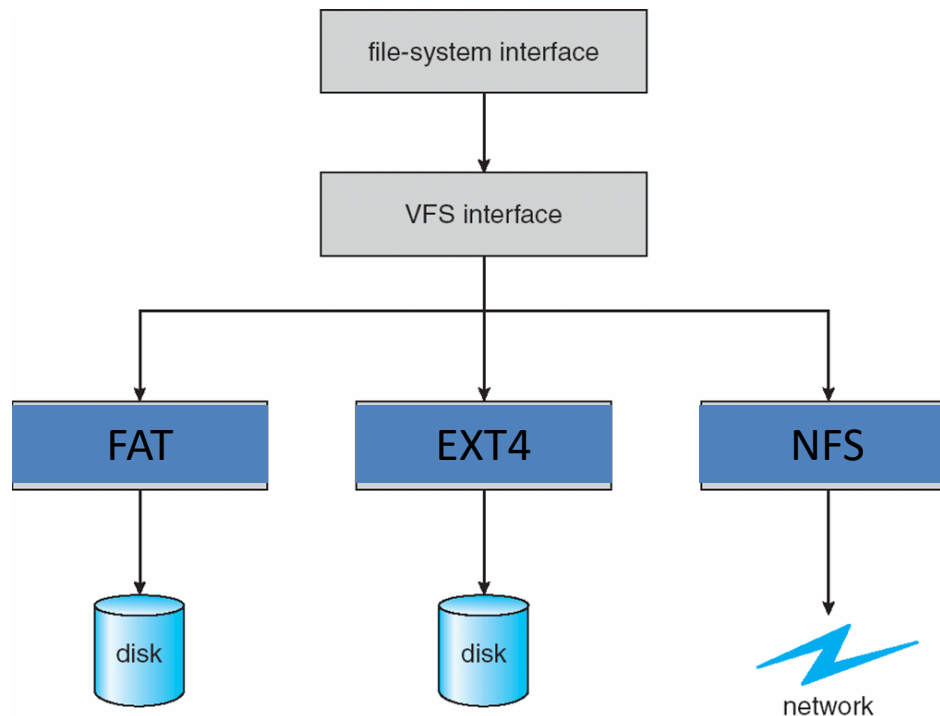 file-system interface
VFS interface
FAT
EXT4
NFS
disk
disk
network